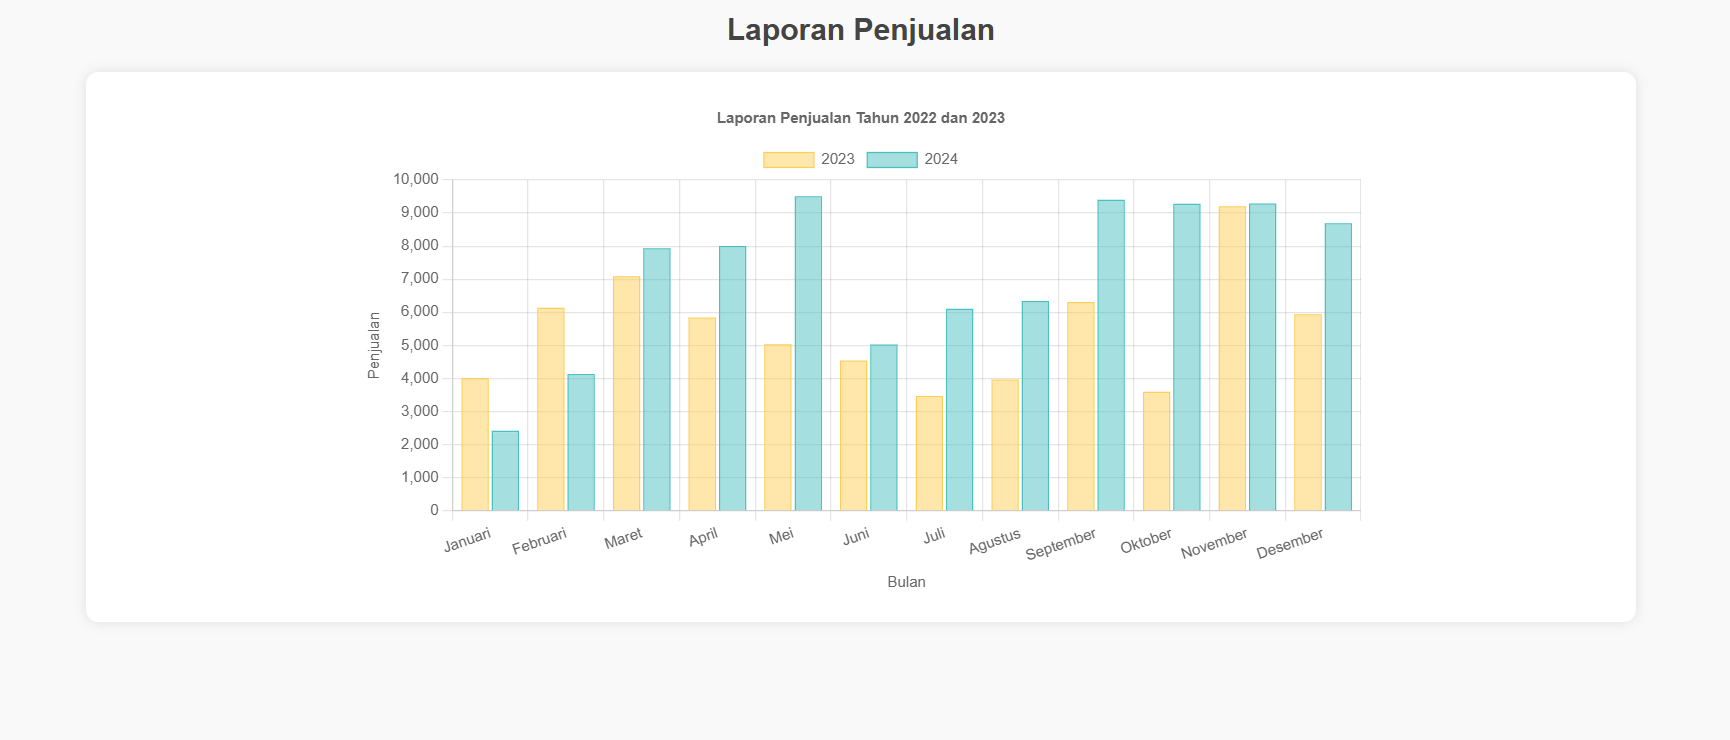 Laporan Penjualan
Laporan Penjualan Tahun 2022 dan 2023
2023
2024
10,000
9,000
8,000
7,000
6,000
5,000
4,000
3,000
2,000
1,000
0
Penjualan
Januari
Februari
Maret
April
Mei
Juni
Juli
Agustus
September
Oktober
November
Desember
Bulan